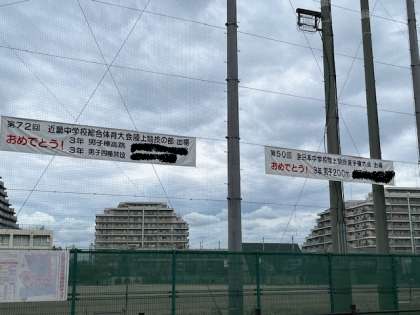 第72回 近畿中学校総合体育大会陸上競技の部 出場
おめでとう! 3年 男子棒高跳
3年 男子四種競技
第50回 全日本中学校陸上競技選手権大会 出場
おめでとう! 3年 男子200m